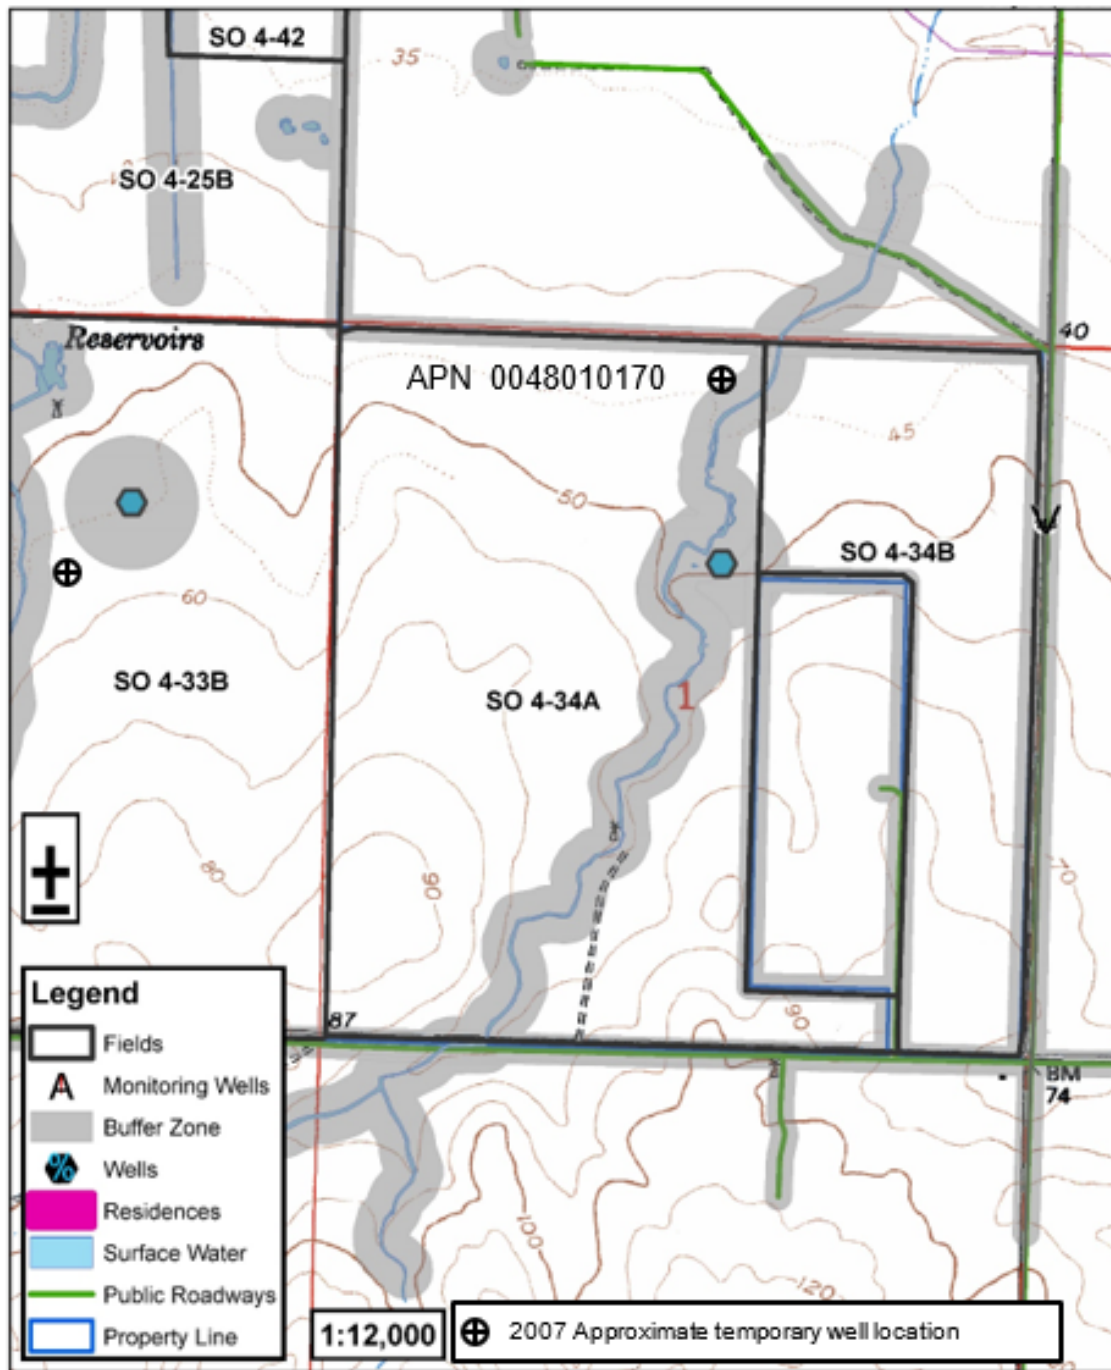 SO 4-42
35
SO 4-25B
Reservoirs
40
APN 0048010170
45
50
SO 4-34B
60
SO 4-33B
SO 4-34A
1
80
90
70
87
90
BM
74
100
120
Legend
Fields
Monitoring Wells
Buffer Zone
Wells
Residences
Surface Water
Public Roadways
Property Line
1:12,000
2007 Approximate temporary well location